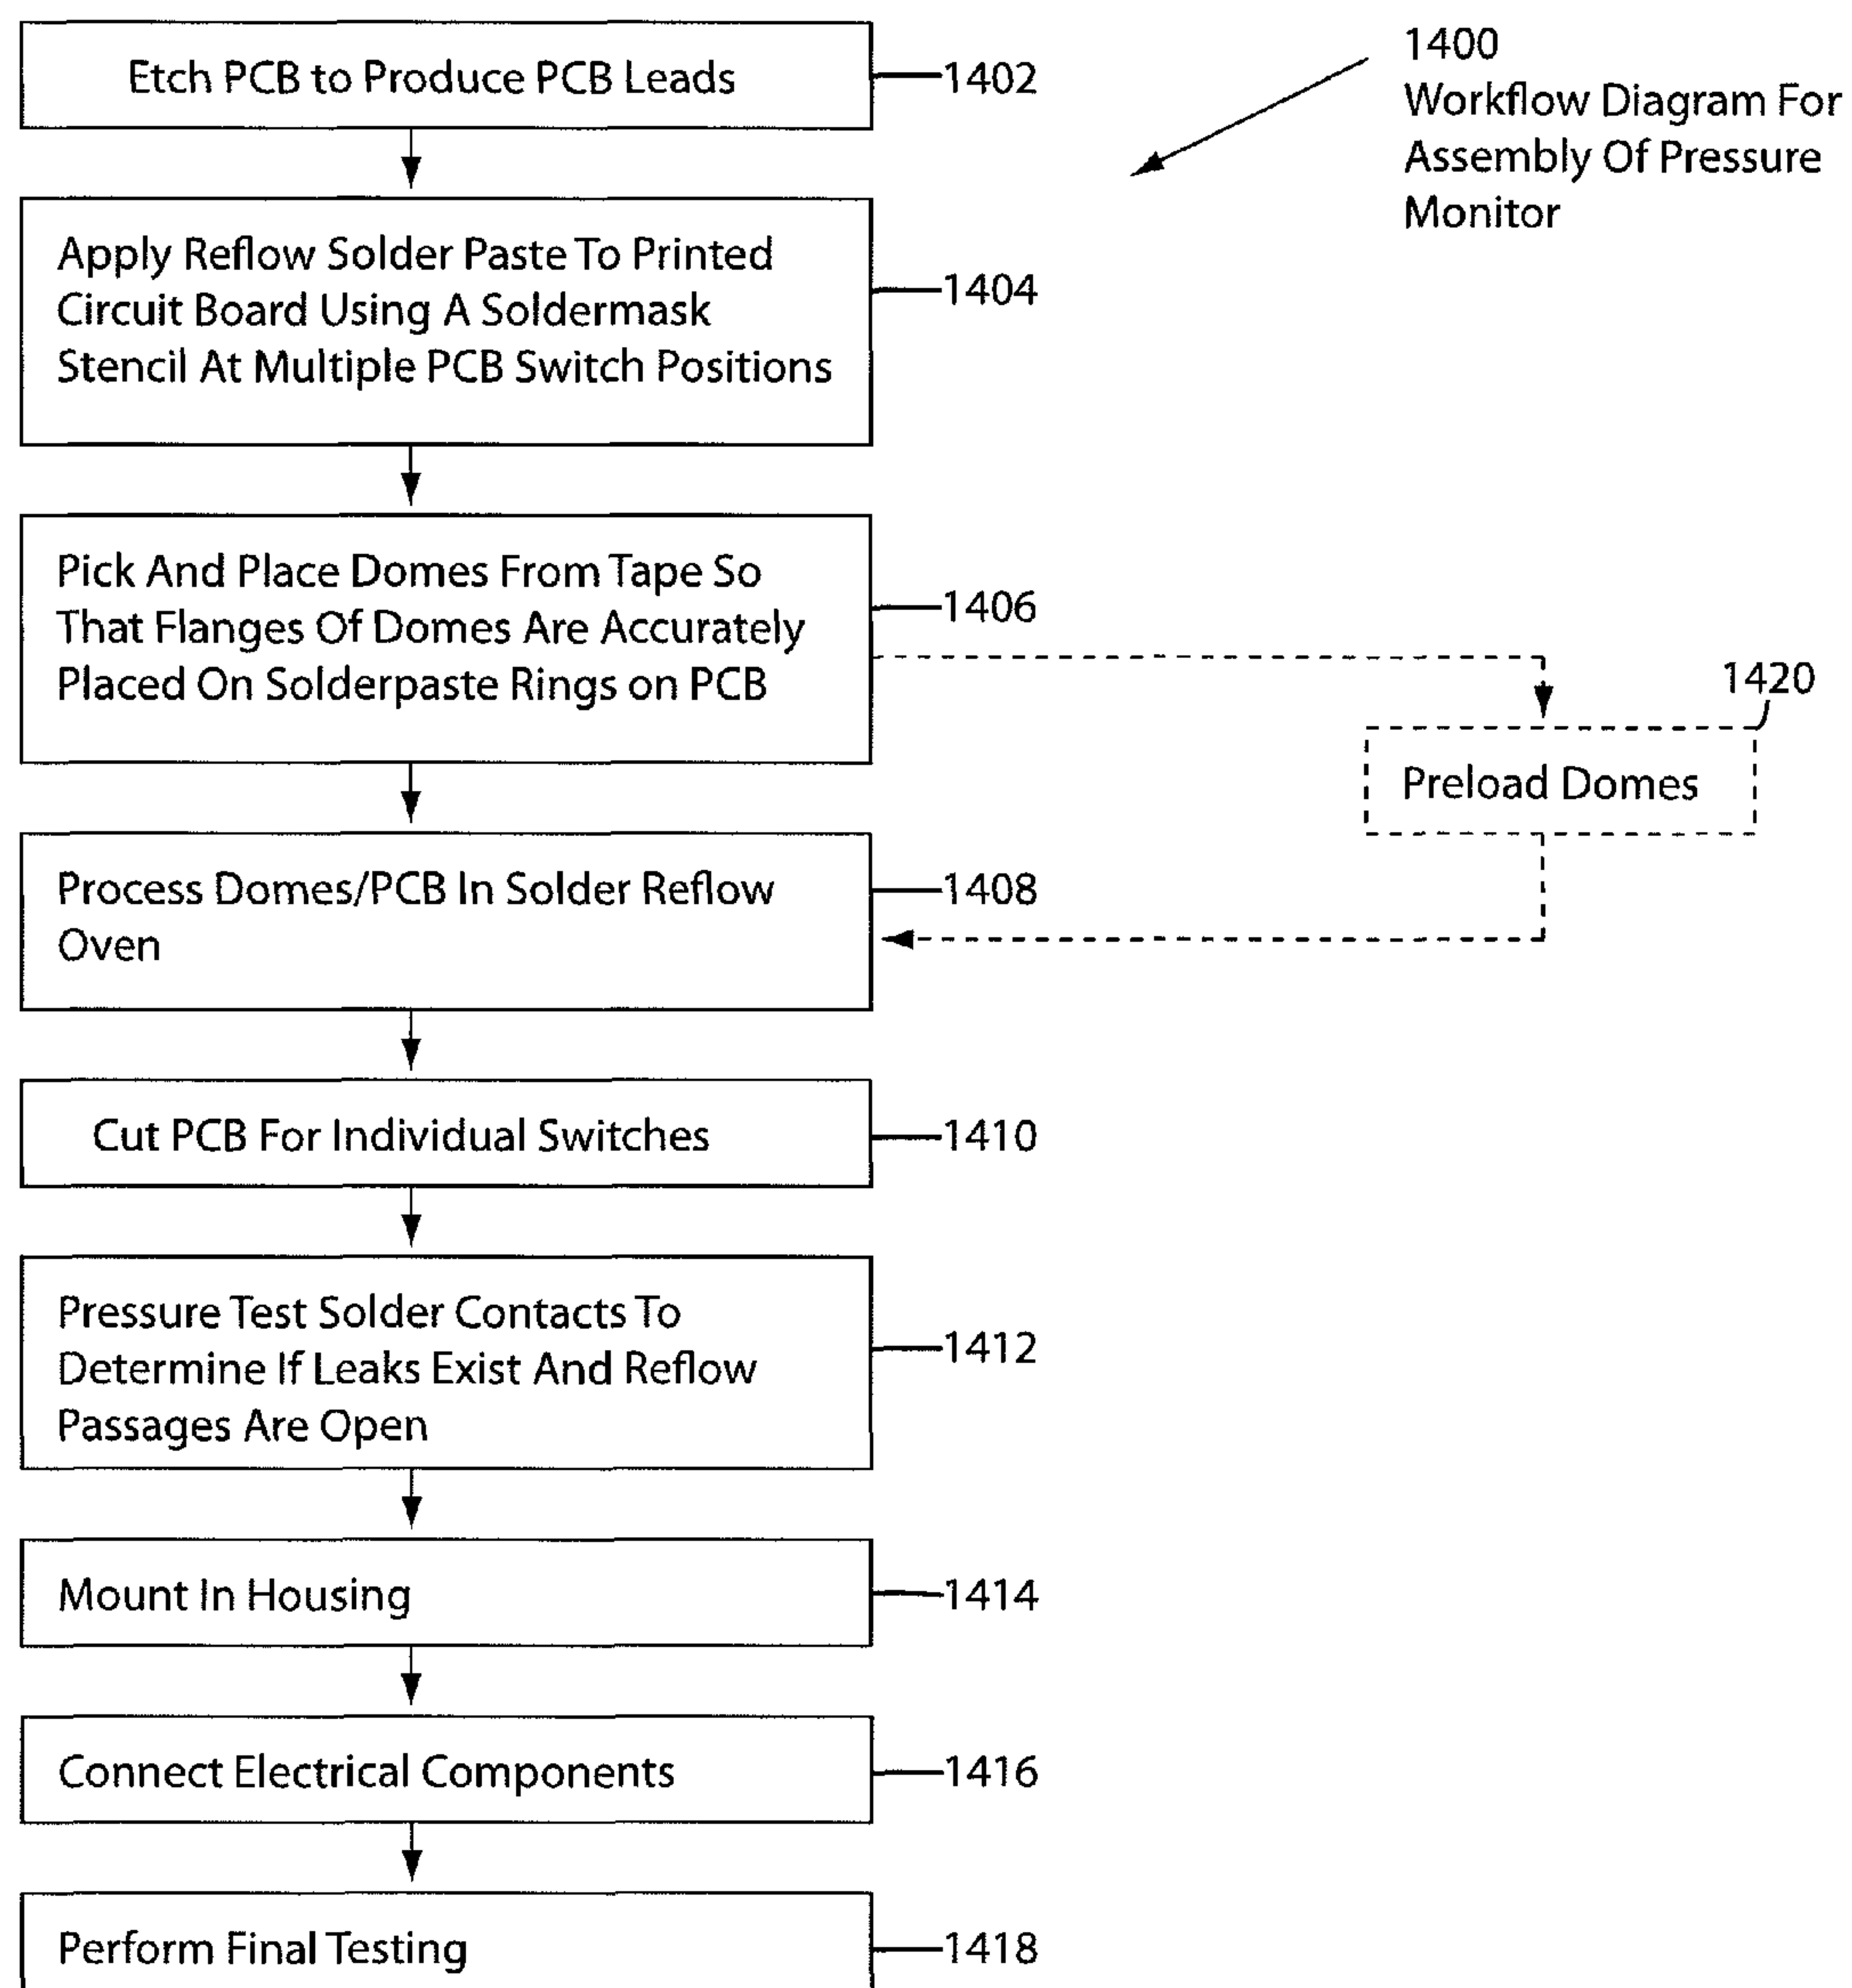 Etch PCB to Produce PCB Leads
1402
1400
Workflow Diagram For
Assembly Of Pressure
Monitor
Apply Reflow Solder Paste To Printed
Circuit Board Using A Soldermask
Stencil At Multiple PCB Switch Positions
1404
Pick And Place Domes From Tape So
That Flanges Of Domes Are Accurately
Placed On Solderpaste Rings on PCB
1406
1420
Preload Domes
Process Domes/PCB In Solder Reflow
Oven
1408
Cut PCB For Individual Switches
1410
Pressure Test Solder Contacts To
Determine If Leaks Exist And Reflow
Passages Are Open
1412
Mount In Housing
1414
Connect Electrical Components
1416
Perform Final Testing
1418